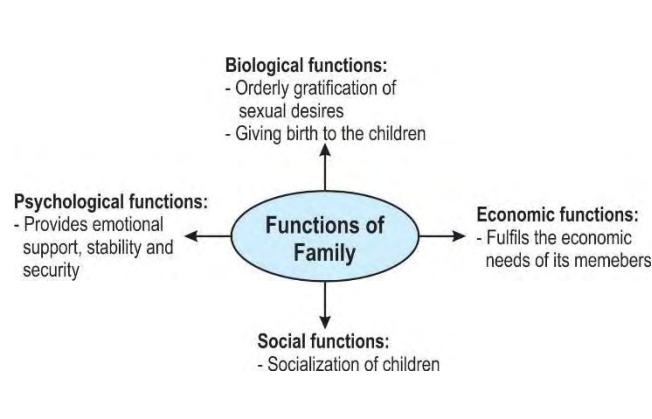 Biological functions:
- Orderly gratification of
sexual desires
- Giving birth to the children
Psychological functions:
- Provides emotional
support, stability and
security
Functions of
Family
Economic functions:
- Fulfils the economic
needs of its memebers
Social functions:
- Socialization of children